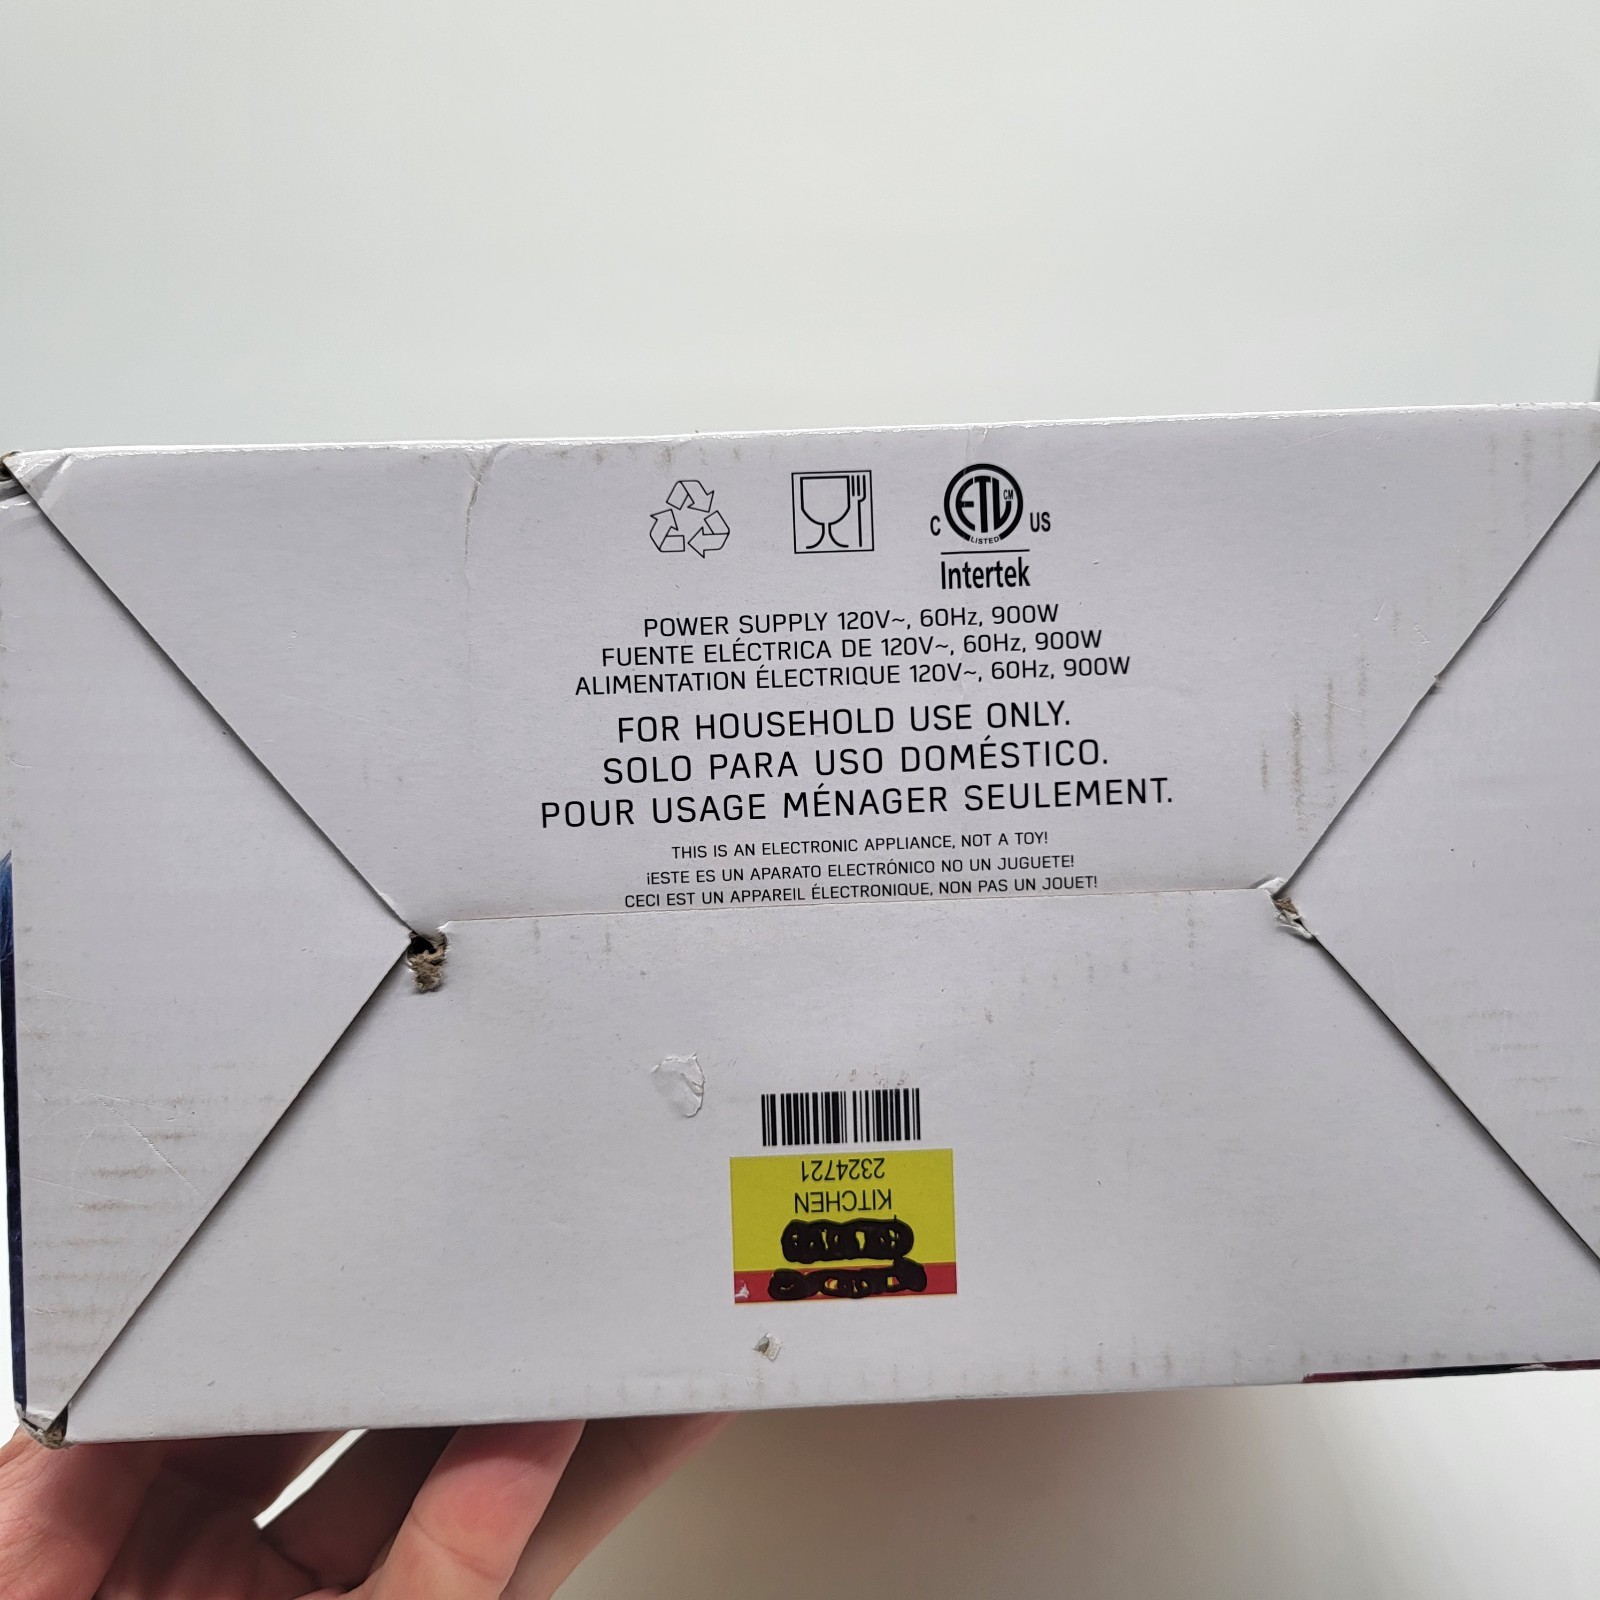 C ETL CM US
LISTED
Intertek
POWER SUPPLY 120V~, 60Hz, 900W
FUENTE ELÉCTRICA DE 120V~, 60Hz, 900W
ALIMENTATION ÉLECTRIQUE 120V~, 60Hz, 900W
FOR HOUSEHOLD USE ONLY.
SOLO PARA USO DOMÉSTICO.
POUR USAGE MÉNAGER SEULEMENT.
THIS IS AN ELECTRONIC APPLIANCE, NOT A TOY!
¡ESTE ES UN APARATO ELECTRÓNICO NO UN JUGUETE!
CECI EST UN APPAREIL ÉLECTRONIQUE, NON PAS UN JOUET!
KITCHEN
2324721